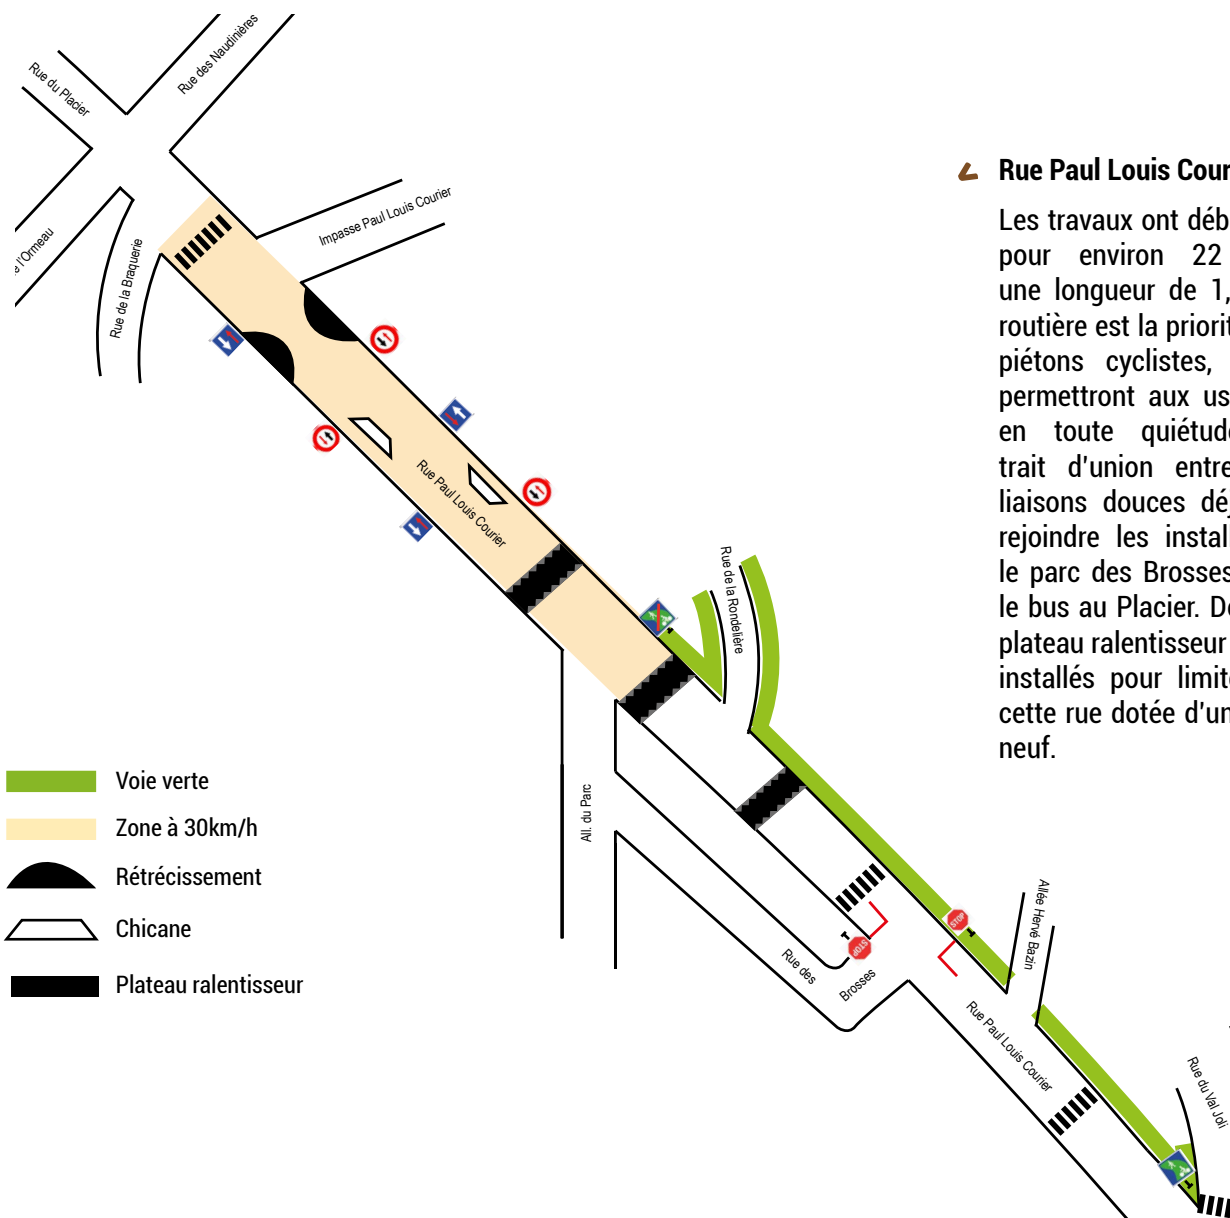 Rue des Naudinières
Rue du Placier
Impasse Paul Louis Courier
l'Ormeau
Rue de la Braquerie
Rue Paul Louis Courier
Rue de la Rondelière
All. du Parc
Rue des
Brosses
STOP
STOP
Allée Hervé Bazin
Rue Paul Louis Courier
Rue du Val Joli
Voie verte
Zone à 30km/h
Rétrécissement
Chicane
Plateau ralentisseur
Rue Paul Louis Cour
Les travaux ont déb
pour environ 22
une longueur de 1,
routière est la priorit
piétons cyclistes,
permettront aux us
en toute quiétud
trait d'union entre
liaisons douces déj
rejoindre les instal
le parc des Brosses
le bus au Placier. D
plateau ralentisseur
installés pour limit
cette rue dotée d'un
neuf.